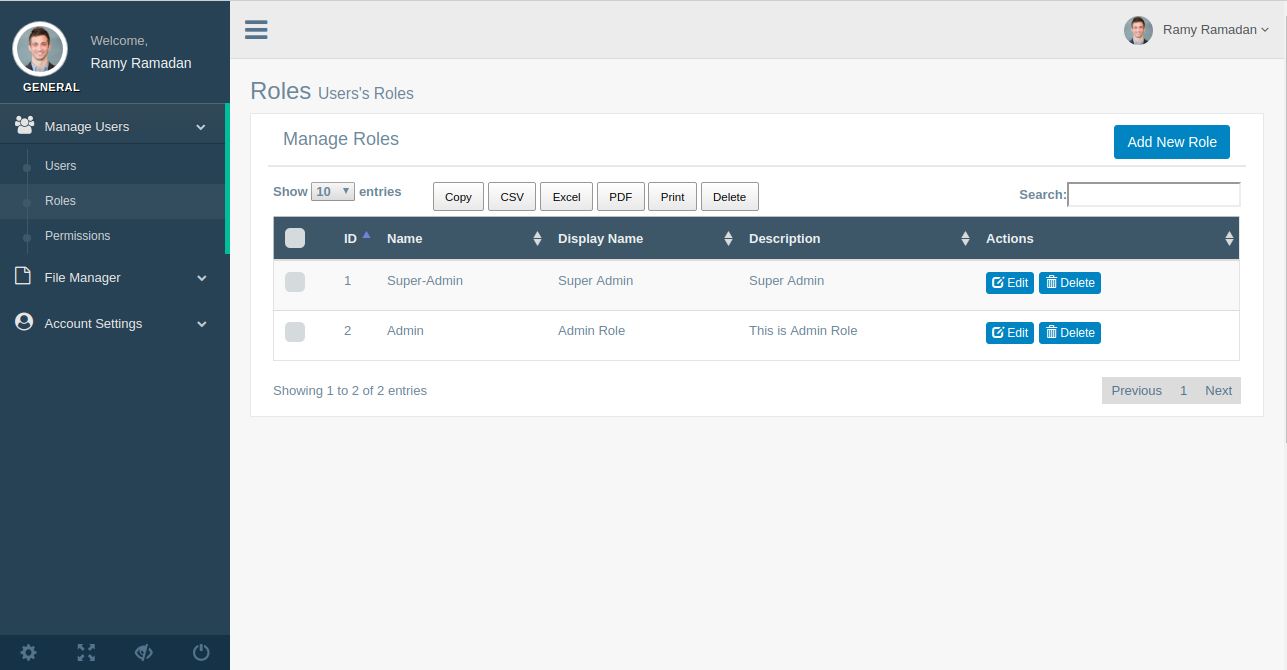 Welcome,
Ramy Ramadan
GENERAL
Manage Users
Users
Roles
Permissions
File Manager
Account Settings
Ramy Ramadan
Roles Users's Roles
Manage Roles
Add New Role
Show 10 entries
Copy CSV Excel PDF Print Delete
Search:
ID Name Display Name Description Actions
1 Super-Admin Super Admin Super Admin Edit Delete
2 Admin Admin Role This is Admin Role Edit Delete
Showing 1 to 2 of 2 entries
Previous 1 Next